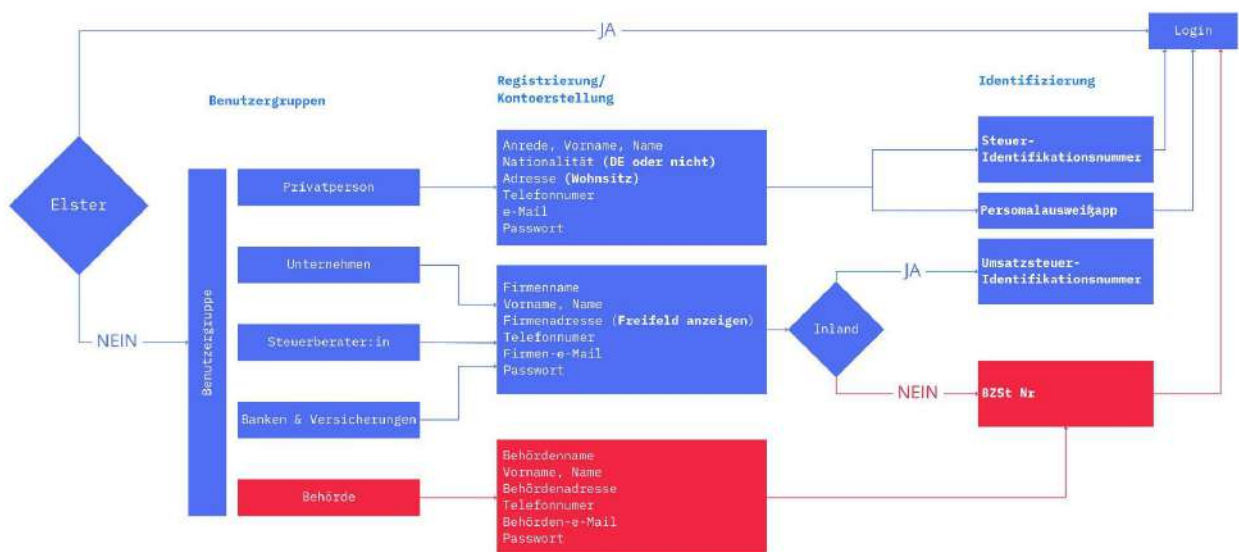 JA
Login
Benutzergruppen
Registrierung/
Kontoerstellung
Identifizierung
Elster
NEIN
Benutzergruppe
Privatperson
Unternehmen
Steuerberater:in
Banken & Versicherungen
Behörde
Anrede, Vorname, Name
Nationalität (DE oder nicht)
Adresse (Wohnsitz)
Telefonnumer
e-Mail
Passwort
Firmenname
Vorname, Name
Firmenadresse (Freifeld anzeigen)
Telefonnumer
Firmen-e-Mail
Passwort
Behördenname
Vorname, Name
Behördenadresse
Telefonnumer
Behörden-e-Mail
Passwort
Inland
JA
NEIN
Steuer-
Identifikationsnummer
Personalausweißapp
Umsatzsteuer-
Identifikationsnummer
BZSt Nr